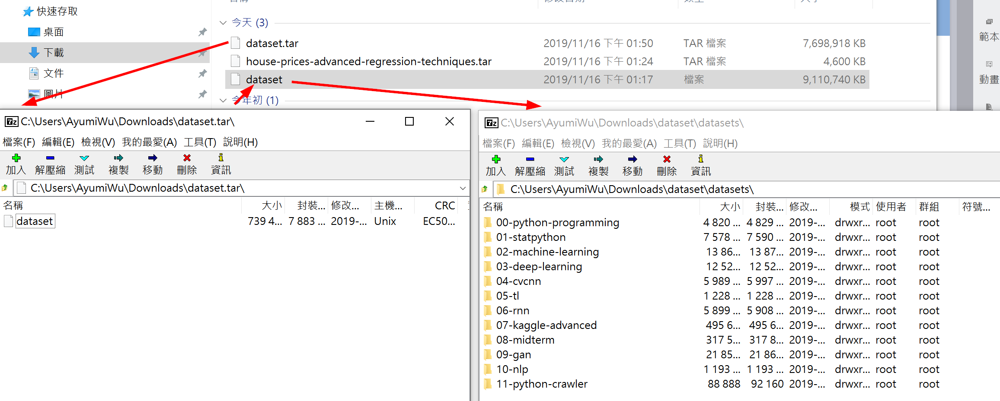 快速存取
桌面
下載
文件
圖片
今天 (3)
dataset.tar 2019/11/16 下午 01:50 TAR 檔案 7,698,918 KB
house-prices-advanced-regression-techniques.tar 2019/11/16 下午 01:24 TAR 檔案 4,600 KB
dataset 2019/11/16 下午 01:17 檔案 9,110,740 KB
今年初 (1)
範本
動畫
C:\Users\AyumiWu\Downloads\dataset.tar\
檔案(F) 編輯(E) 檢視(V) 我的最愛(A) 工具(T) 說明(H)
加入 解壓縮 測試 複製 移動 刪除 資訊
C:\Users\AyumiWu\Downloads\dataset.tar\
名稱 大小 封裝... 修改... 主機... CRC
dataset 739 4... 7 883 ... 2019-... Unix EC50...
7z C:\Users\AyumiWu\Downloads\dataset\datasets\
檔案(F) 編輯(E) 檢視(V) 我的最愛(A) 工具(T) 說明(H)
加入 解壓縮 測試 複製 移動 刪除 資訊
C:\Users\AyumiWu\Downloads\dataset\datasets\
名稱 大小 封裝... 修改... 模式 使用者 群組 符號...
00-python-programming 4 820 ... 4 829 ... 2019-... drwxr... root root
01-statpython 7 578 ... 7 590 ... 2019-... drwxr... root root
02-machine-learning 13 86... 13 87... 2019-... drwxr... root root
03-deep-learning 12 52... 12 52... 2019-... drwxr... root root
04-cvcnn 5 989 ... 5 997 ... 2019-... drwxr... root root
05-tl 1 228 ... 1 228 ... 2019-... drwxr... root root
06-rnn 5 899 ... 5 908 ... 2019-... drwxr... root root
07-kaggle-advanced 495 6... 495 6... 2019-... drwxr... root root
08-midterm 317 5... 317 8... 2019-... drwxr... root root
09-gan 21 85... 21 86... 2019-... drwxr... root root
10-nlp 1 193 ... 1 193 ... 2019-... drwxr... root root
11-python-crawler 88 888 92 160 2019-... drwxr... root root